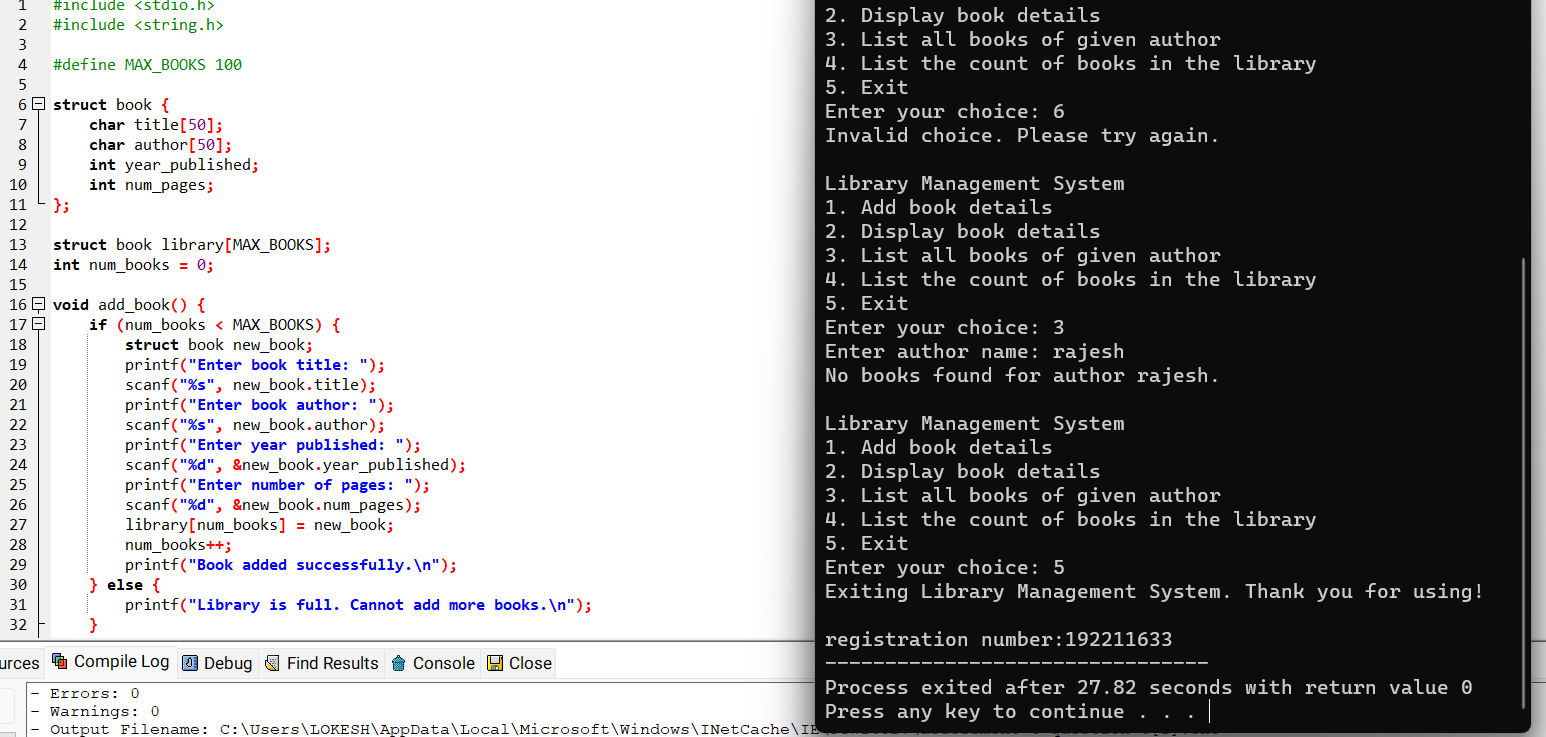 1 #include <stdio.h>
2 #include <string.h>
3
4 #define MAX_BOOKS 100
5
6 struct book {
7 char title[50];
8 char author[50];
9 int year_published;
10 int num_pages;
11 };
12
13 struct book library[MAX_BOOKS];
14 int num_books = 0;
15
16 void add_book() {
17 if (num_books < MAX_BOOKS) {
18 struct book new_book;
19 printf("Enter book title: ");
20 scanf("%s", new_book.title);
21 printf("Enter book author: ");
22 scanf("%s", new_book.author);
23 printf("Enter year published: ");
24 scanf("%d", &new_book.year_published);
25 printf("Enter number of pages: ");
26 scanf("%d", &new_book.num_pages);
27 library[num_books] = new_book;
28 num_books++;
29 printf("Book added successfully.\n");
30 } else {
31 printf("Library is full. Cannot add more books.\n");
32 }
urces Compile Log Debug Find Results Console Close
- Errors: 0
- Warnings: 0
- Output Filename: C:\Users\LOKESH\AppData\Local\Microsoft\Windows\INetCache\IE
2. Display book details
3. List all books of given author
4. List the count of books in the library
5. Exit
Enter your choice: 6
Invalid choice. Please try again.
Library Management System
1. Add book details
2. Display book details
3. List all books of given author
4. List the count of books in the library
5. Exit
Enter your choice: 3
Enter author name: rajesh
No books found for author rajesh.
Library Management System
1. Add book details
2. Display book details
3. List all books of given author
4. List the count of books in the library
5. Exit
Enter your choice: 5
Exiting Library Management System. Thank you for using!
registration number:192211633
--------------------------------
Process exited after 27.82 seconds with return value 0
Press any key to continue . . .